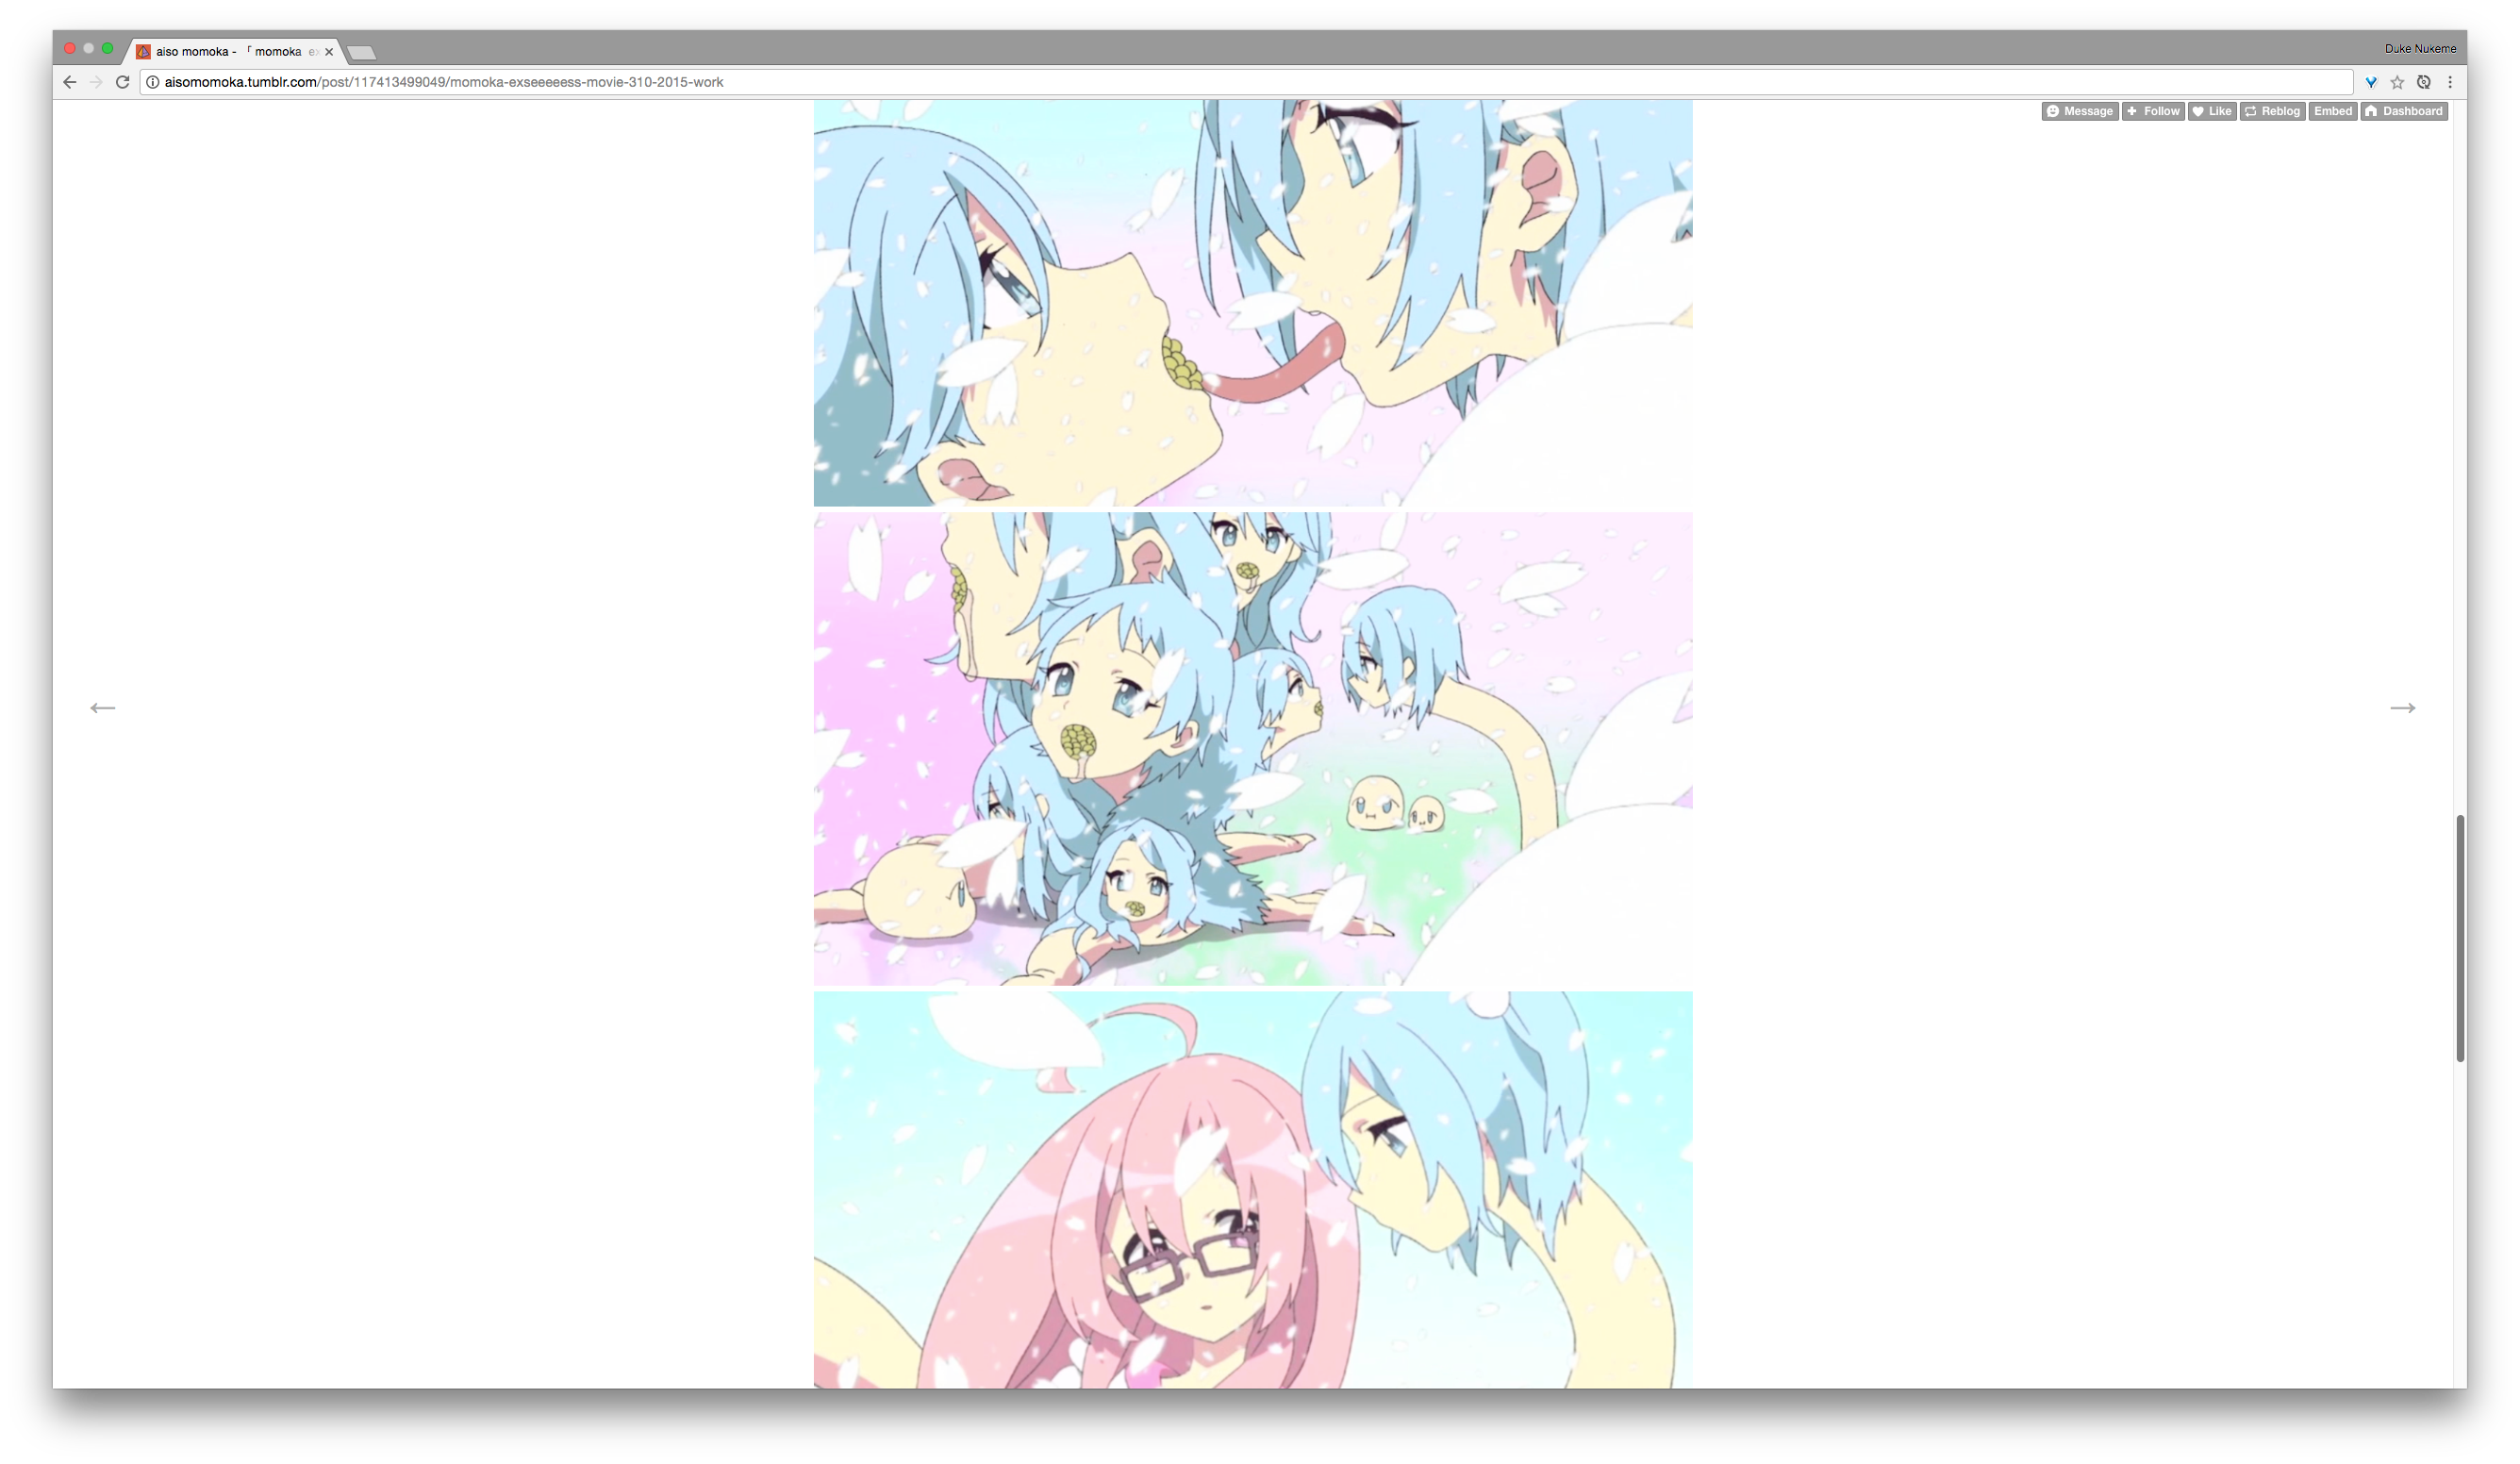 aiso momoka - 「momoka ex
Duke Nukeme
aisomomoka.tumblr.com/post/117413499049/momoka-exseeeeess-movie-310-2015-work
Message Follow Like Reblog Embed Dashboard